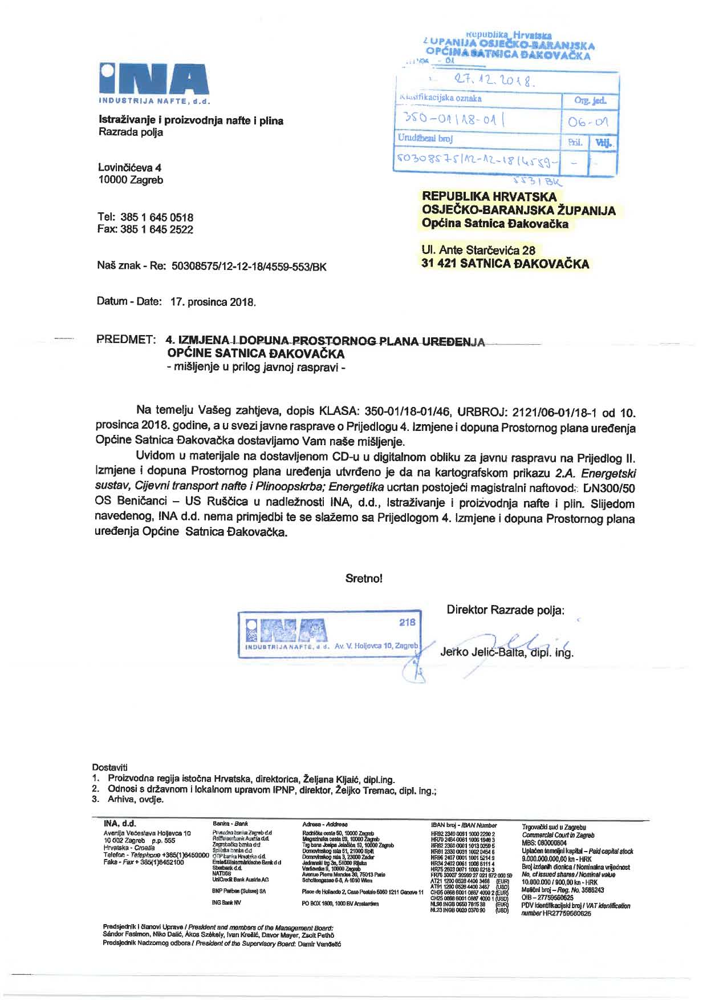 Republika Hrvatska
ŽUPANIJA OSJEČKO-BARANJSKA
OPĆINA SATNICA ĐAKOVAČKA
27.12.2018.
Klasifikacijska oznaka
Org. jed.
350-01/18-01/
06-01
Urudžbeni broj
Pril.
Vrij.
50308575/12-12-18/4559-
-
-
553/BK
INA
INDUSTRIJA NAFTE, d.d.
Istraživanje i proizvodnja nafte i plina
Razrada polja
Lovinčićeva 4
10000 Zagreb
REPUBLIKA HRVATSKA
OSJEČKO-BARANJSKA ŽUPANIJA
Općina Satnica Đakovačka
Tel: 385 1 645 0518
Fax: 385 1 645 2522
Ul. Ante Starčevića 28
31 421 SATNICA ĐAKOVAČKA
Naš znak - Re: 50308575/12-12-18/4559-553/BK
Datum - Date: 17. prosinca 2018.
PREDMET: 4. IZMJENA I DOPUNA PROSTORNOG PLANA UREĐENJA
OPĆINE SATNICA ĐAKOVAČKA
- mišljenje u prilog javnoj raspravi -
Na temelju Vašeg zahtjeva, dopis KLASA: 350-01/18-01/46, URBROJ: 2121/06-01/18-1 od 10.
prosinca 2018. godine, a u svezi javne rasprave o Prijedlogu 4. Izmjene i dopuna Prostornog plana uređenja
Općine Satnica Đakovačka dostavljamo Vam naše mišljenje.
Uvidom u materijale na dostavljenom CD-u u digitalnom obliku za javnu raspravu na Prijedlog II.
Izmjene i dopuna Prostornog plana uređenja utvrđeno je da na kartografskom prikazu 2.A. Energetski
sustav, Cijevni transport nafte i Plinoopskrba; Energetika ucrtan postojeći magistralni naftovod: DN300/50
OS Beničanci – US Ruščica u nadležnosti INA, d.d., Istraživanje i proizvodnja nafte i plin. Slijedom
navedenog, INA d.d. nema primjedbi te se slažemo sa Prijedlogom 4. Izmjene i dopuna Prostornog plana
uređenja Općine Satnica Đakovačka.
Sretno!
Direktor Razrade polja:
218
INA
INDUSTRIJA NAFTE, d.d. Av. V. Holjevca 10, Zagreb
Jerko Jelić-Balta, dipl. ing.
Dostaviti
1. Proizvodna regija istočna Hrvatska, direktorica, Željana Kljaić, dipl.ing.
2. Odnosi s državnom i lokalnom upravom IPNP, direktor, Željko Tremac, dipl. ing.;
3. Arhiva, ovdje.
INA, d.d.
Avenija Većeslava Holjevca 10
10 002 Zagreb p.p. 555
Hrvatska - Croatia
Telefon - Telephone +385(1)6450000
Faks - Fax + 385(1)6452100
Banka - Bank
Privredna banka Zagreb d.d
Raiffeisenbank Austria d.d.
Zagrebačka banka d.d
Splitska banka d.d
OTP banka Hrvatska d.d.
Erste&Steiermärkische Bank d d
Sberbank d.d.
NATIXIS
UniCredit Bank Austria AG
BNP Paribas (Suisse) SA
ING Bank NV
Adresa - Address
Radnička cesta 50, 10000 Zagreb
Magazinska cesta 69, 10000 Zagreb
Trg bana Josipa Jelačića 10, 10000 Zagreb
Domovinskog rata 61, 21000 Split
Domovinskog rata 3, 23000 Zadar
Jadranski trg 3a, 51000 Rijeka
Varšavska 9, 10000 Zagreb
Avenue Pierre Mendes 30, 75013 Paris
Schottengasse 6-8, A-1010 Wien
Place de Hollande 2, Case Postale 5060 1211 Geneve 11
PO BOX 1800, 1000 BV Amsterdam
IBAN broj - IBAN Number
HR92 2340 0091 1000 2290 2
HR70 2484 0081 1006 1948 3
HR62 2360 0001 1013 0359 5
HR81 2330 0031 1002 0454 6
HR96 2407 0001 1001 5214 9
HR34 2402 0061 1006 8111 4
HR75 2503 0071 1000 5218 3
FR76 30007 99999 27 021 872 000 59
AT21 1200 0528 4400 3466 (EUR)
AT91 1200 0528 4400 3467 (USD)
CH95 0868 6001 0887 4000 2 (EUR)
CH25 0868 6001 0887 4000 1 (USD)
NL98 INGB 0650 7815 38 (EUR)
NL23 INGB 0020 0370 90 (USD)
Trgovački sud u Zagrebu
Commercial Court in Zagreb
MBS: 080000604
Uplaćen temeljni kapital – Paid capital stock
9.000.000.000,00 kn - HRK
Broj izdanih dionica / Nominalna vrijednost
No. of issued shares / Nominal value
10.000.000 / 900,00 kn - HRK
Matični broj – Reg. No. 3586243
OIB – 27759560625
PDV identifikacijski broj / VAT identification
number HR27759560625
Predsjednik i članovi Uprave / President and members of the Management Board:
Sándor Fasimon, Niko Dalić, Ákos Székely, Ivan Krešić, Davor Mayer, Zsolt Pethő
Predsjednik Nadzornog odbora / President of the Supervisory Board: Damir Vanđelić